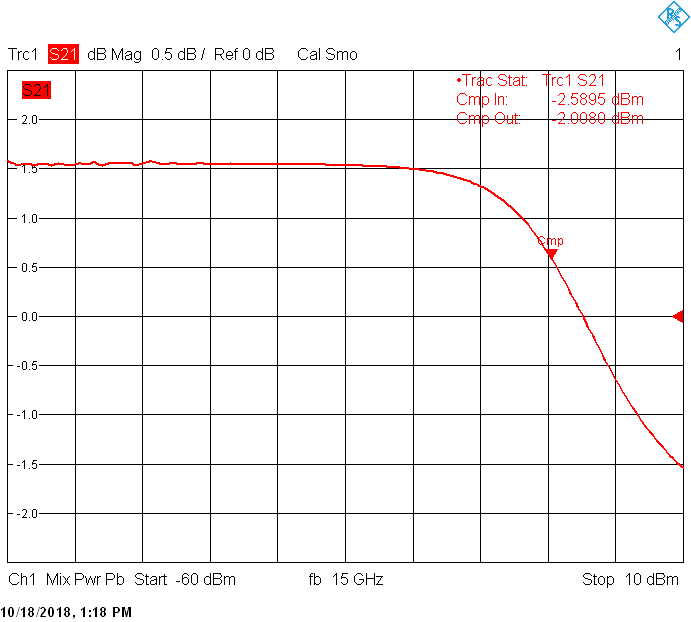 R S
Trc1 S21 dB Mag 0.5 dB / Ref 0 dB Cal Smo 1
S21
•Trac Stat: Trc1 S21
Cmp In: -2.5895 dBm
Cmp Out: -2.0080 dBm
2.0
1.5
1.0
Cmp
0.5
0.0
-0.5
-1.0
-1.5
-2.0
Ch1 Mix Pwr Pb Start -60 dBm fb 15 GHz Stop 10 dBm
10/18/2018, 1:18 PM